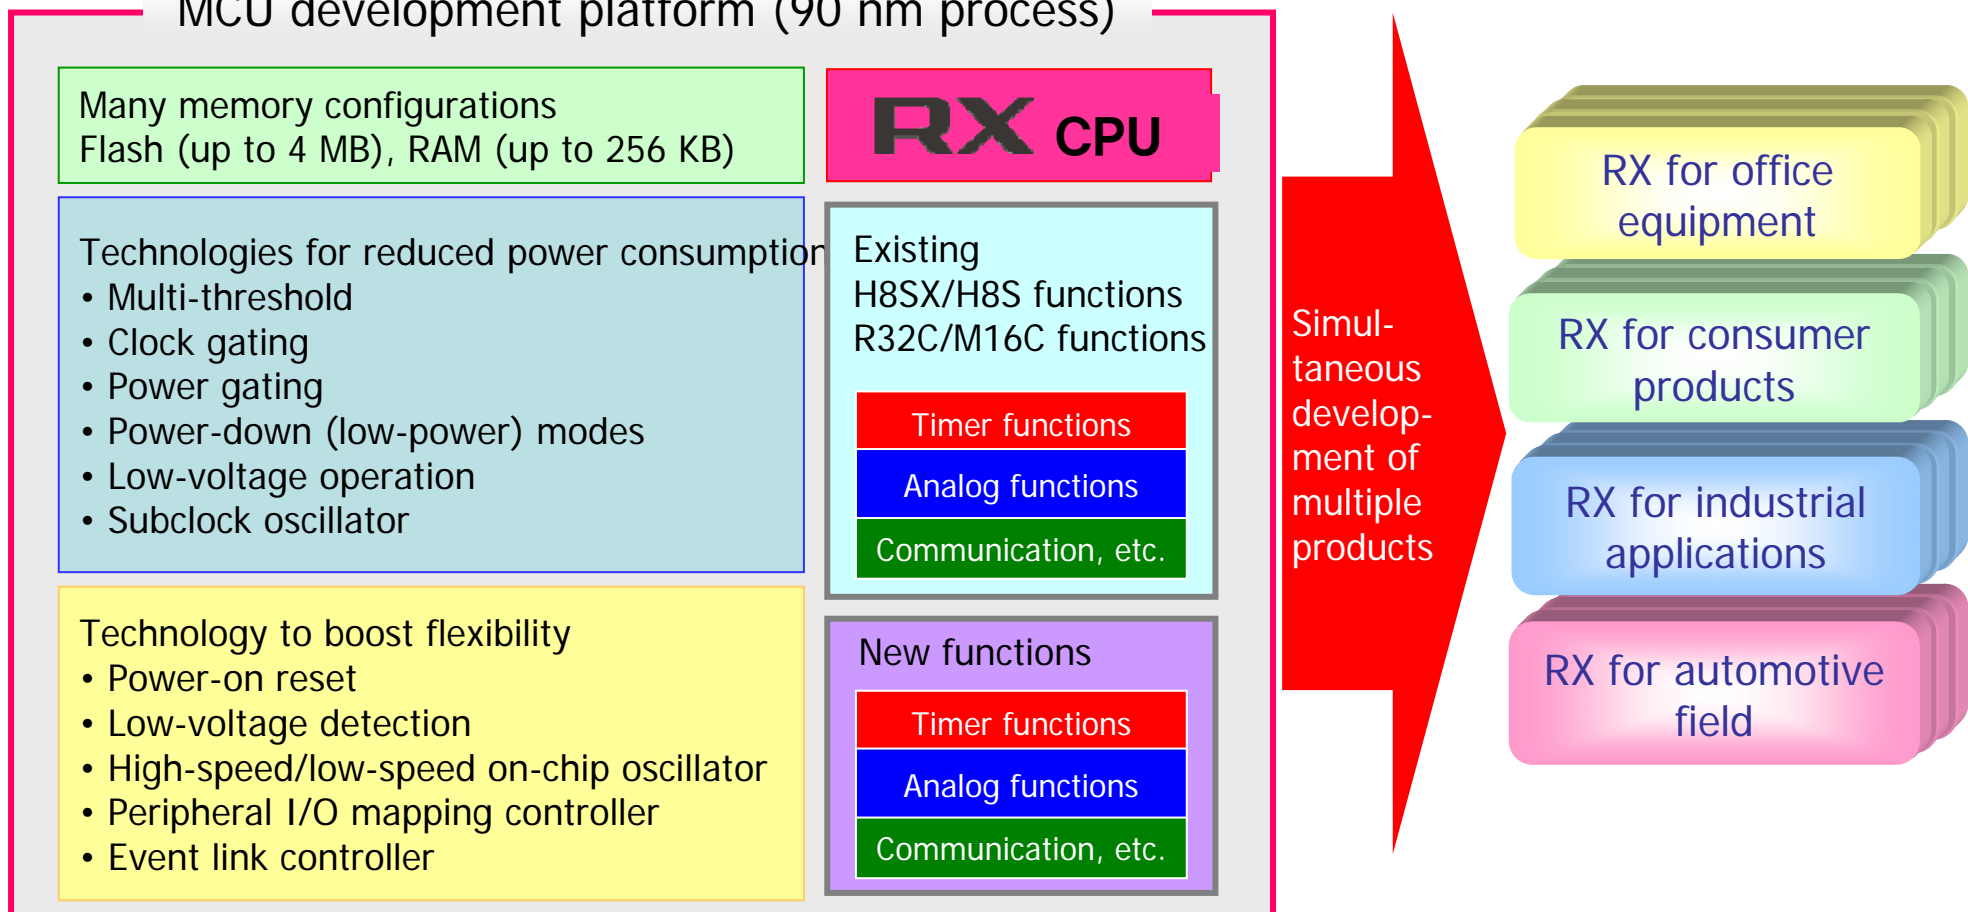 MCU development platform (90 nm process)
Many memory configurations
Flash (up to 4 MB), RAM (up to 256 KB)
Technologies for reduced power consumption
• Multi-threshold
• Clock gating
• Power gating
• Power-down (low-power) modes
• Low-voltage operation
• Subclock oscillator
Technology to boost flexibility
• Power-on reset
• Low-voltage detection
• High-speed/low-speed on-chip oscillator
• Peripheral I/O mapping controller
• Event link controller
RX CPU
Existing
H8SX/H8S functions
R32C/M16C functions
Timer functions
Analog functions
Communication, etc.
New functions
Timer functions
Analog functions
Communication, etc.
Simul-
taneous
develop-
ment of
multiple
products
RX for office
equipment
RX for consumer
products
RX for industrial
applications
RX for automotive
field